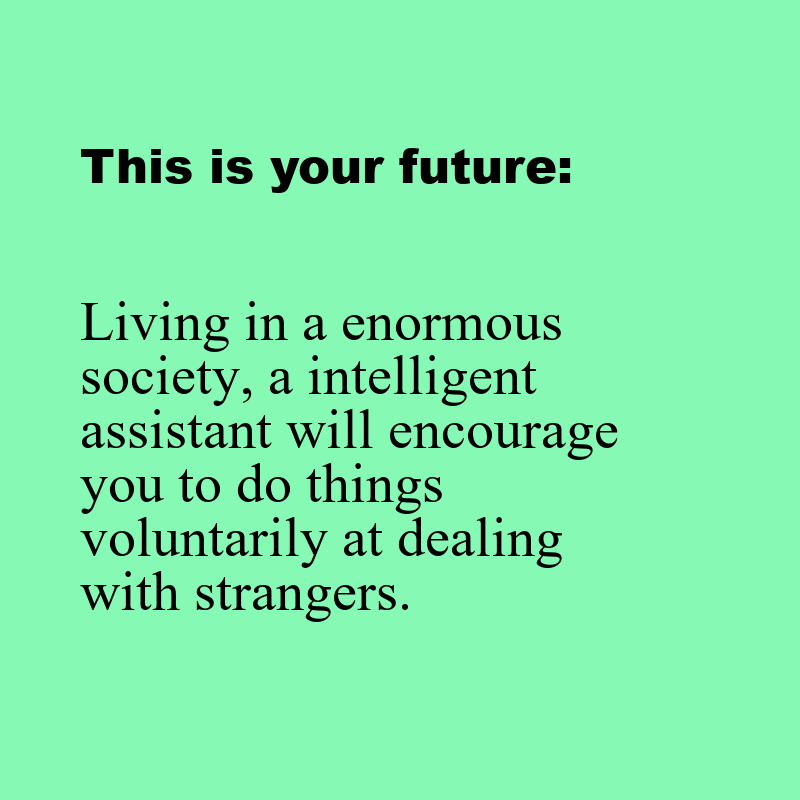 This is your future:
Living in a enormous
society, a intelligent
assistant will encourage
you to do things
voluntarily at dealing
with strangers.